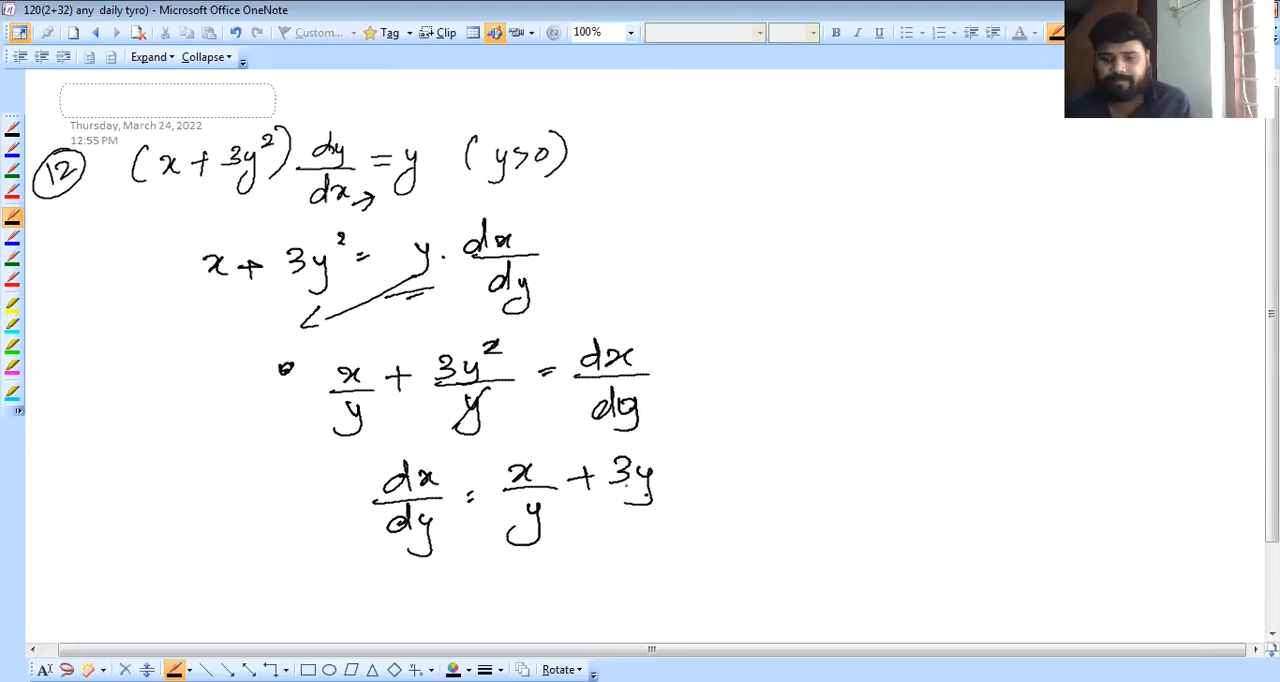 120(2+32) any daily tyro) - Microsoft Office OneNote
Custom... Tag Clip 100% B I U A
Expand Collapse
Thursday, March 24, 2022
12:55 PM
12 (x + 3y²) dy/dx = y (y>0)
x + 3y² = y. dx/dy
x/y + 3y²/y = dx/dy
dx/dy = x/y + 3y
A Rotate